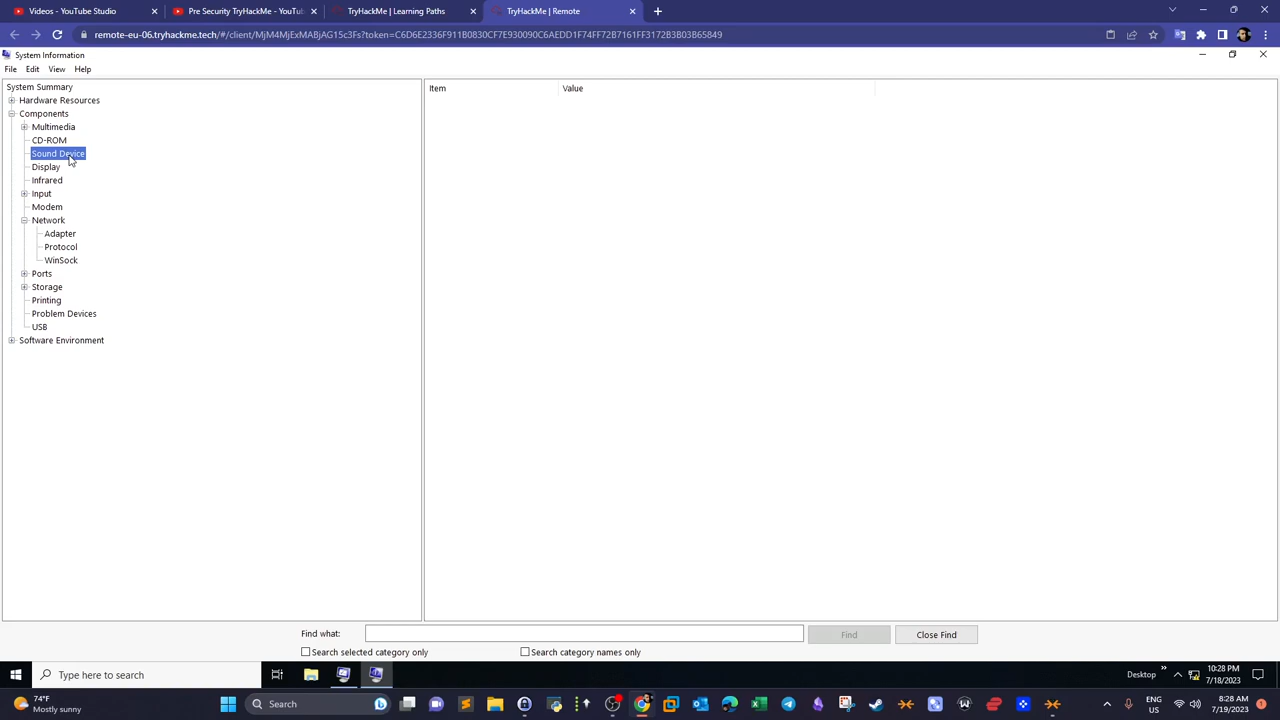 Videos - YouTube Studio
Pre Security TryHackMe - YouTub
TryHackMe | Learning Paths
TryHackMe | Remote
remote-eu-06.tryhackme.tech/#/client/MjM4MjExMABjAG15c3Fs?token=C6D6E2336F911B0830CF7E930090C6AEDD1F74FF72B7161FF3172B3B03B65849
System Information
File Edit View Help
System Summary
Hardware Resources
Components
Multimedia
CD-ROM
Sound Device
Display
Infrared
Input
Modem
Network
Adapter
Protocol
WinSock
Ports
Storage
Printing
Problem Devices
USB
Software Environment
Item Value
Find what: Find Close Find
Search selected category only Search category names only
Type here to search
Desktop
10:28 PM
7/18/2023
74°F
Mostly sunny
Search
ENG
US
8:28 AM
7/19/2023
1